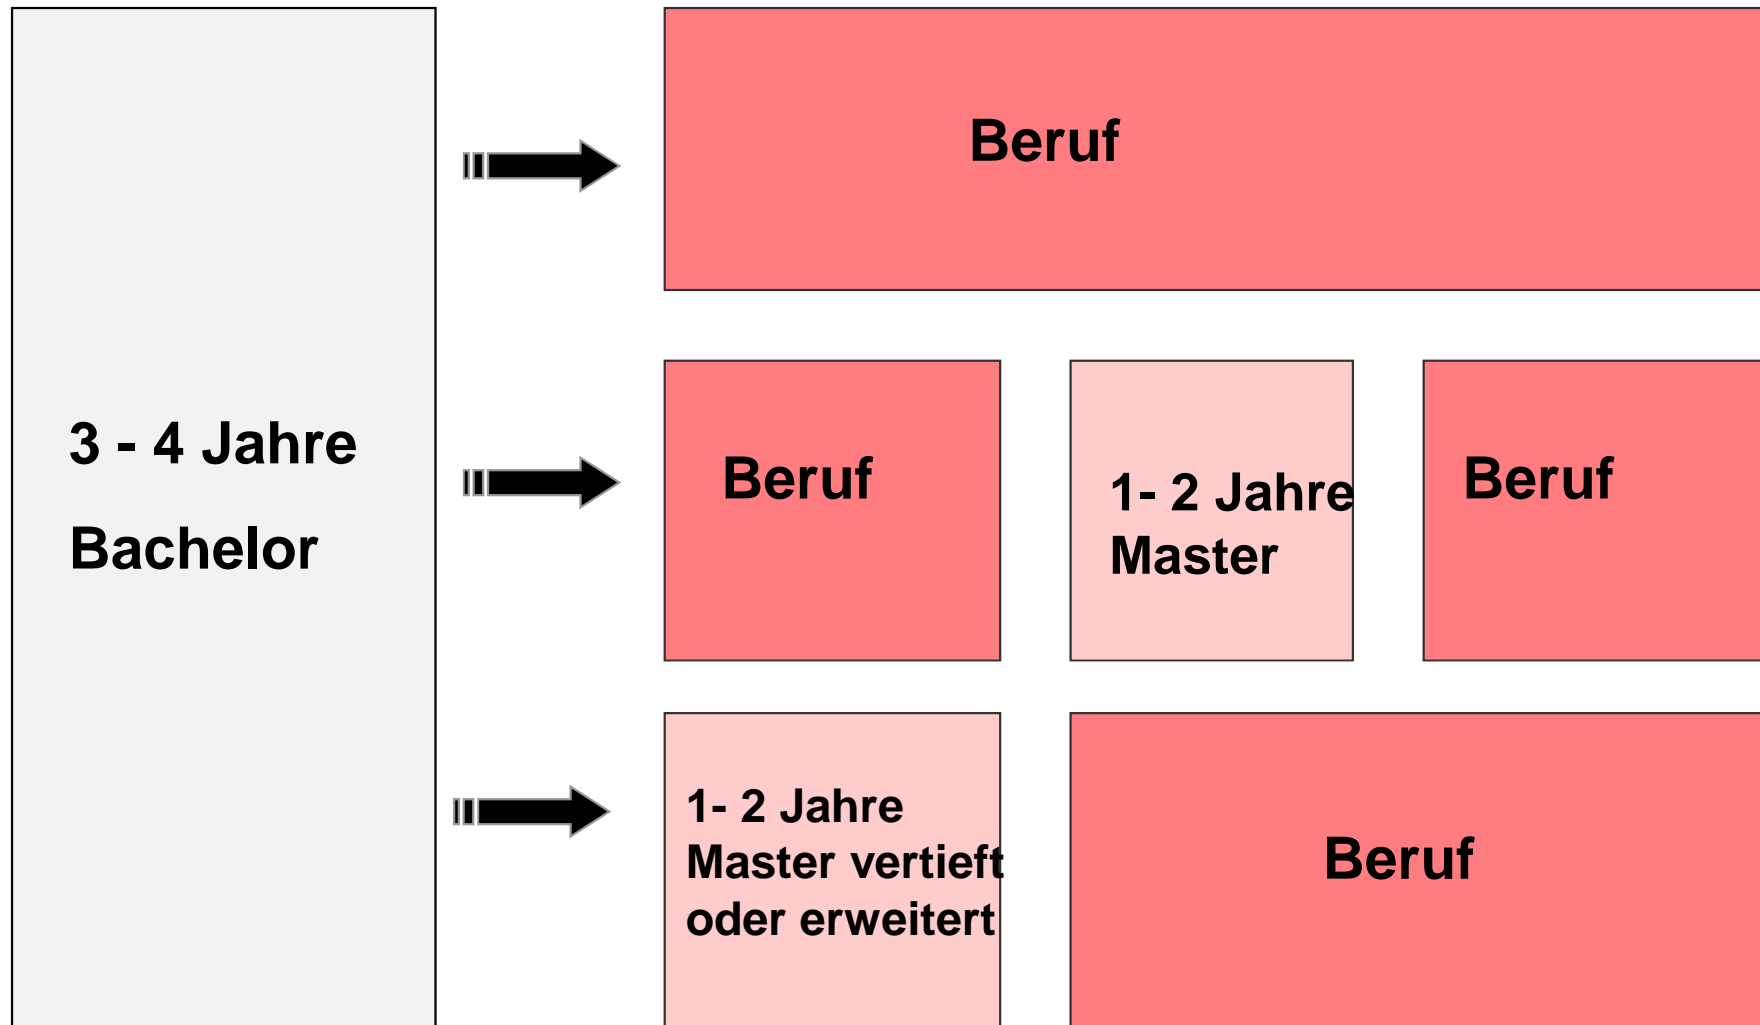 3 - 4 Jahre
Bachelor
Beruf
Beruf
1- 2 Jahre
Master
Beruf
1- 2 Jahre
Master vertieft
oder erweitert
Beruf